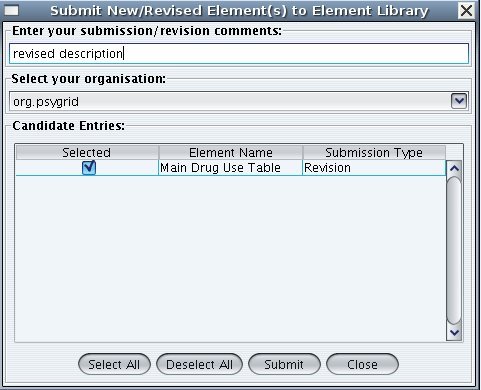 Submit New/Revised Element(s) to Element Library
Enter your submission/revision comments:
revised description
Select your organisation:
org.psygrid
Candidate Entries:
Selected Element Name Submission Type
Main Drug Use Table Revision
Select All Deselect All Submit Close